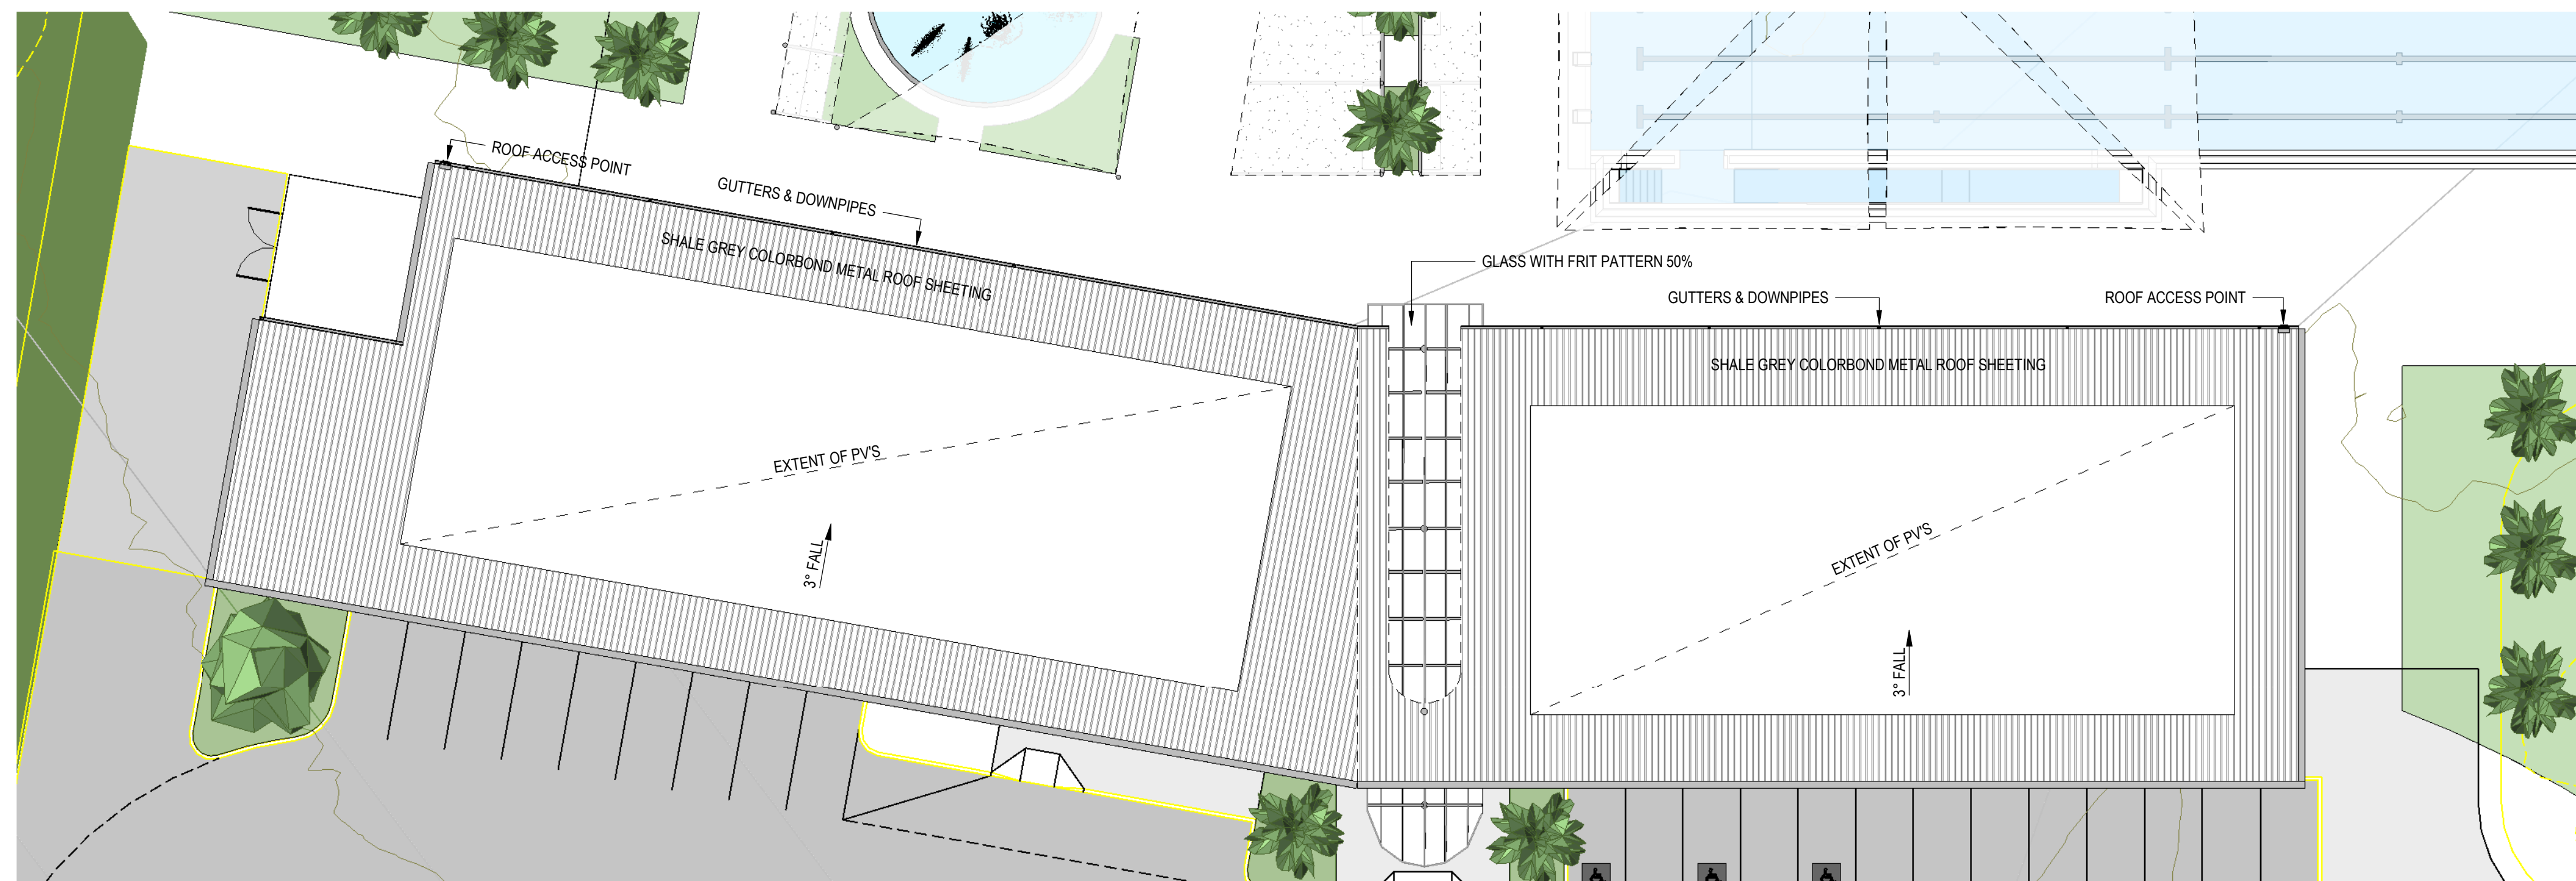 ROOF ACCESS POINT
GUTTERS & DOWNPIPES
SHALE GREY COLORBOND METAL ROOF SHEETING
GLASS WITH FRIT PATTERN 50%
GUTTERS & DOWNPIPES
ROOF ACCESS POINT
SHALE GREY COLORBOND METAL ROOF SHEETING
EXTENT OF PV'S
3° FALL
EXTENT OF PV'S
3° FALL